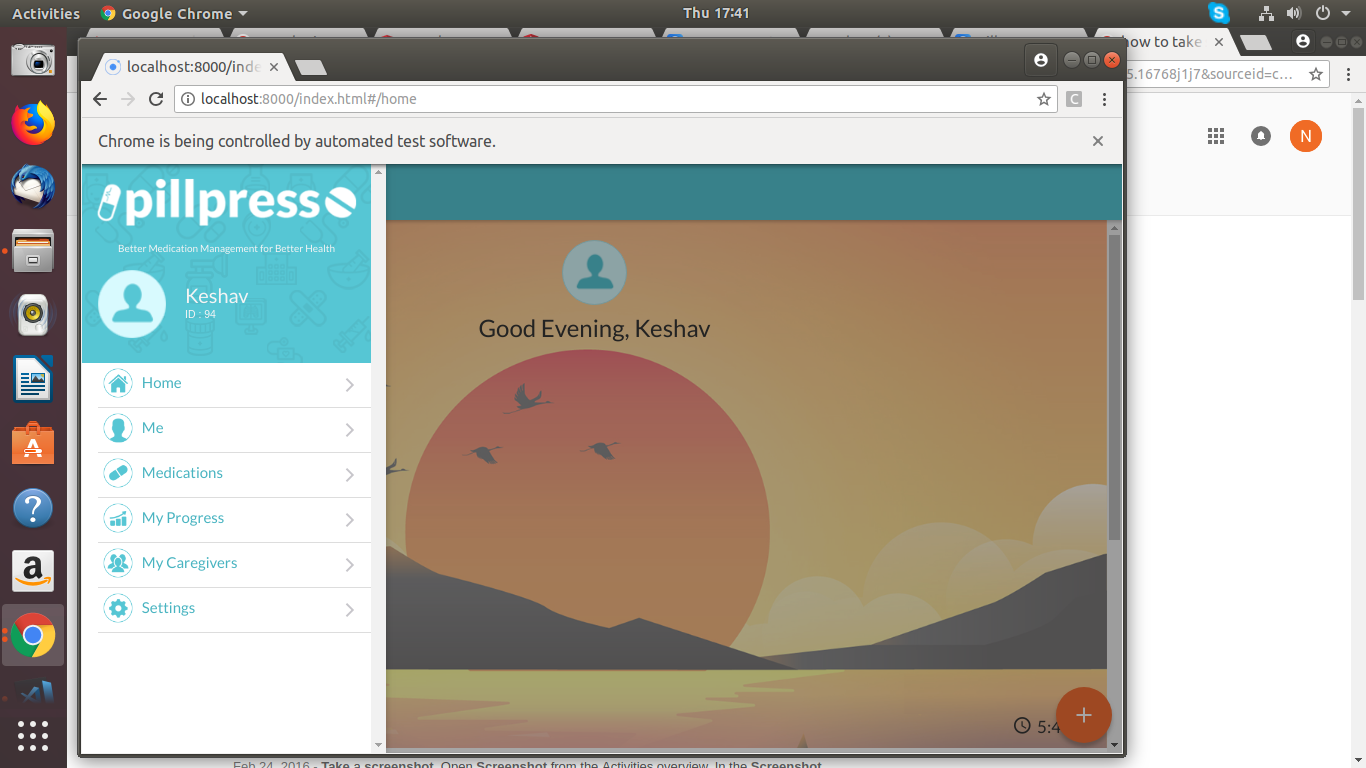 Activities
Google Chrome
Thu 17:41
how to take
localhost:8000/inde
5.16768j1j7&sourceid=c...
localhost:8000/index.html#/home
C
Chrome is being controlled by automated test software.
N
pillpress
Better Medication Management for Better Health
Keshav
ID : 94
Good Evening, Keshav
Home
Me
Medications
My Progress
My Caregivers
Settings
5:4
Feb 24, 2016 - Take a screenshot. Open Screenshot from the Activities overview. In the Screenshot